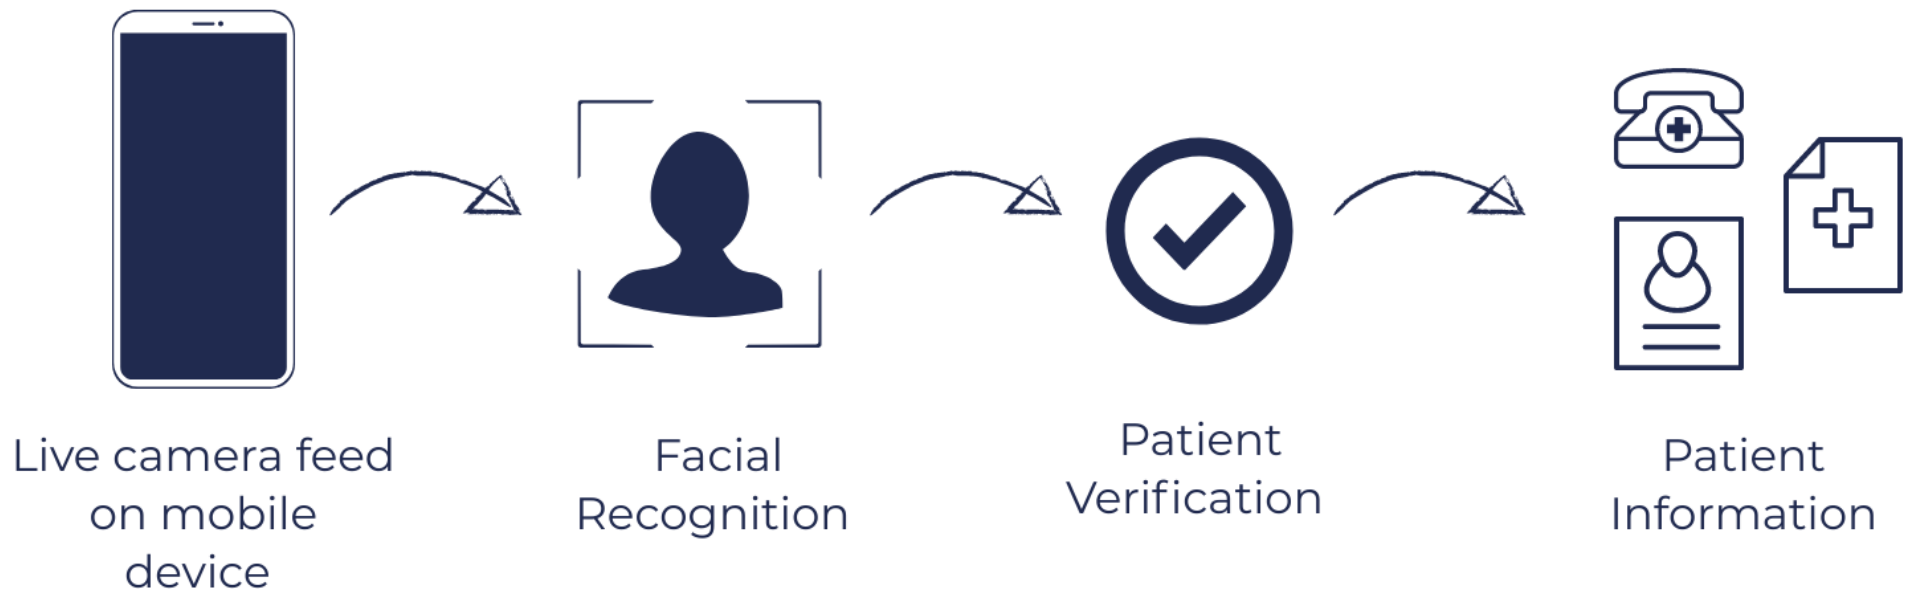 Live camera feed
on mobile
device
Facial
Recognition
Patient
Verification
Patient
Information